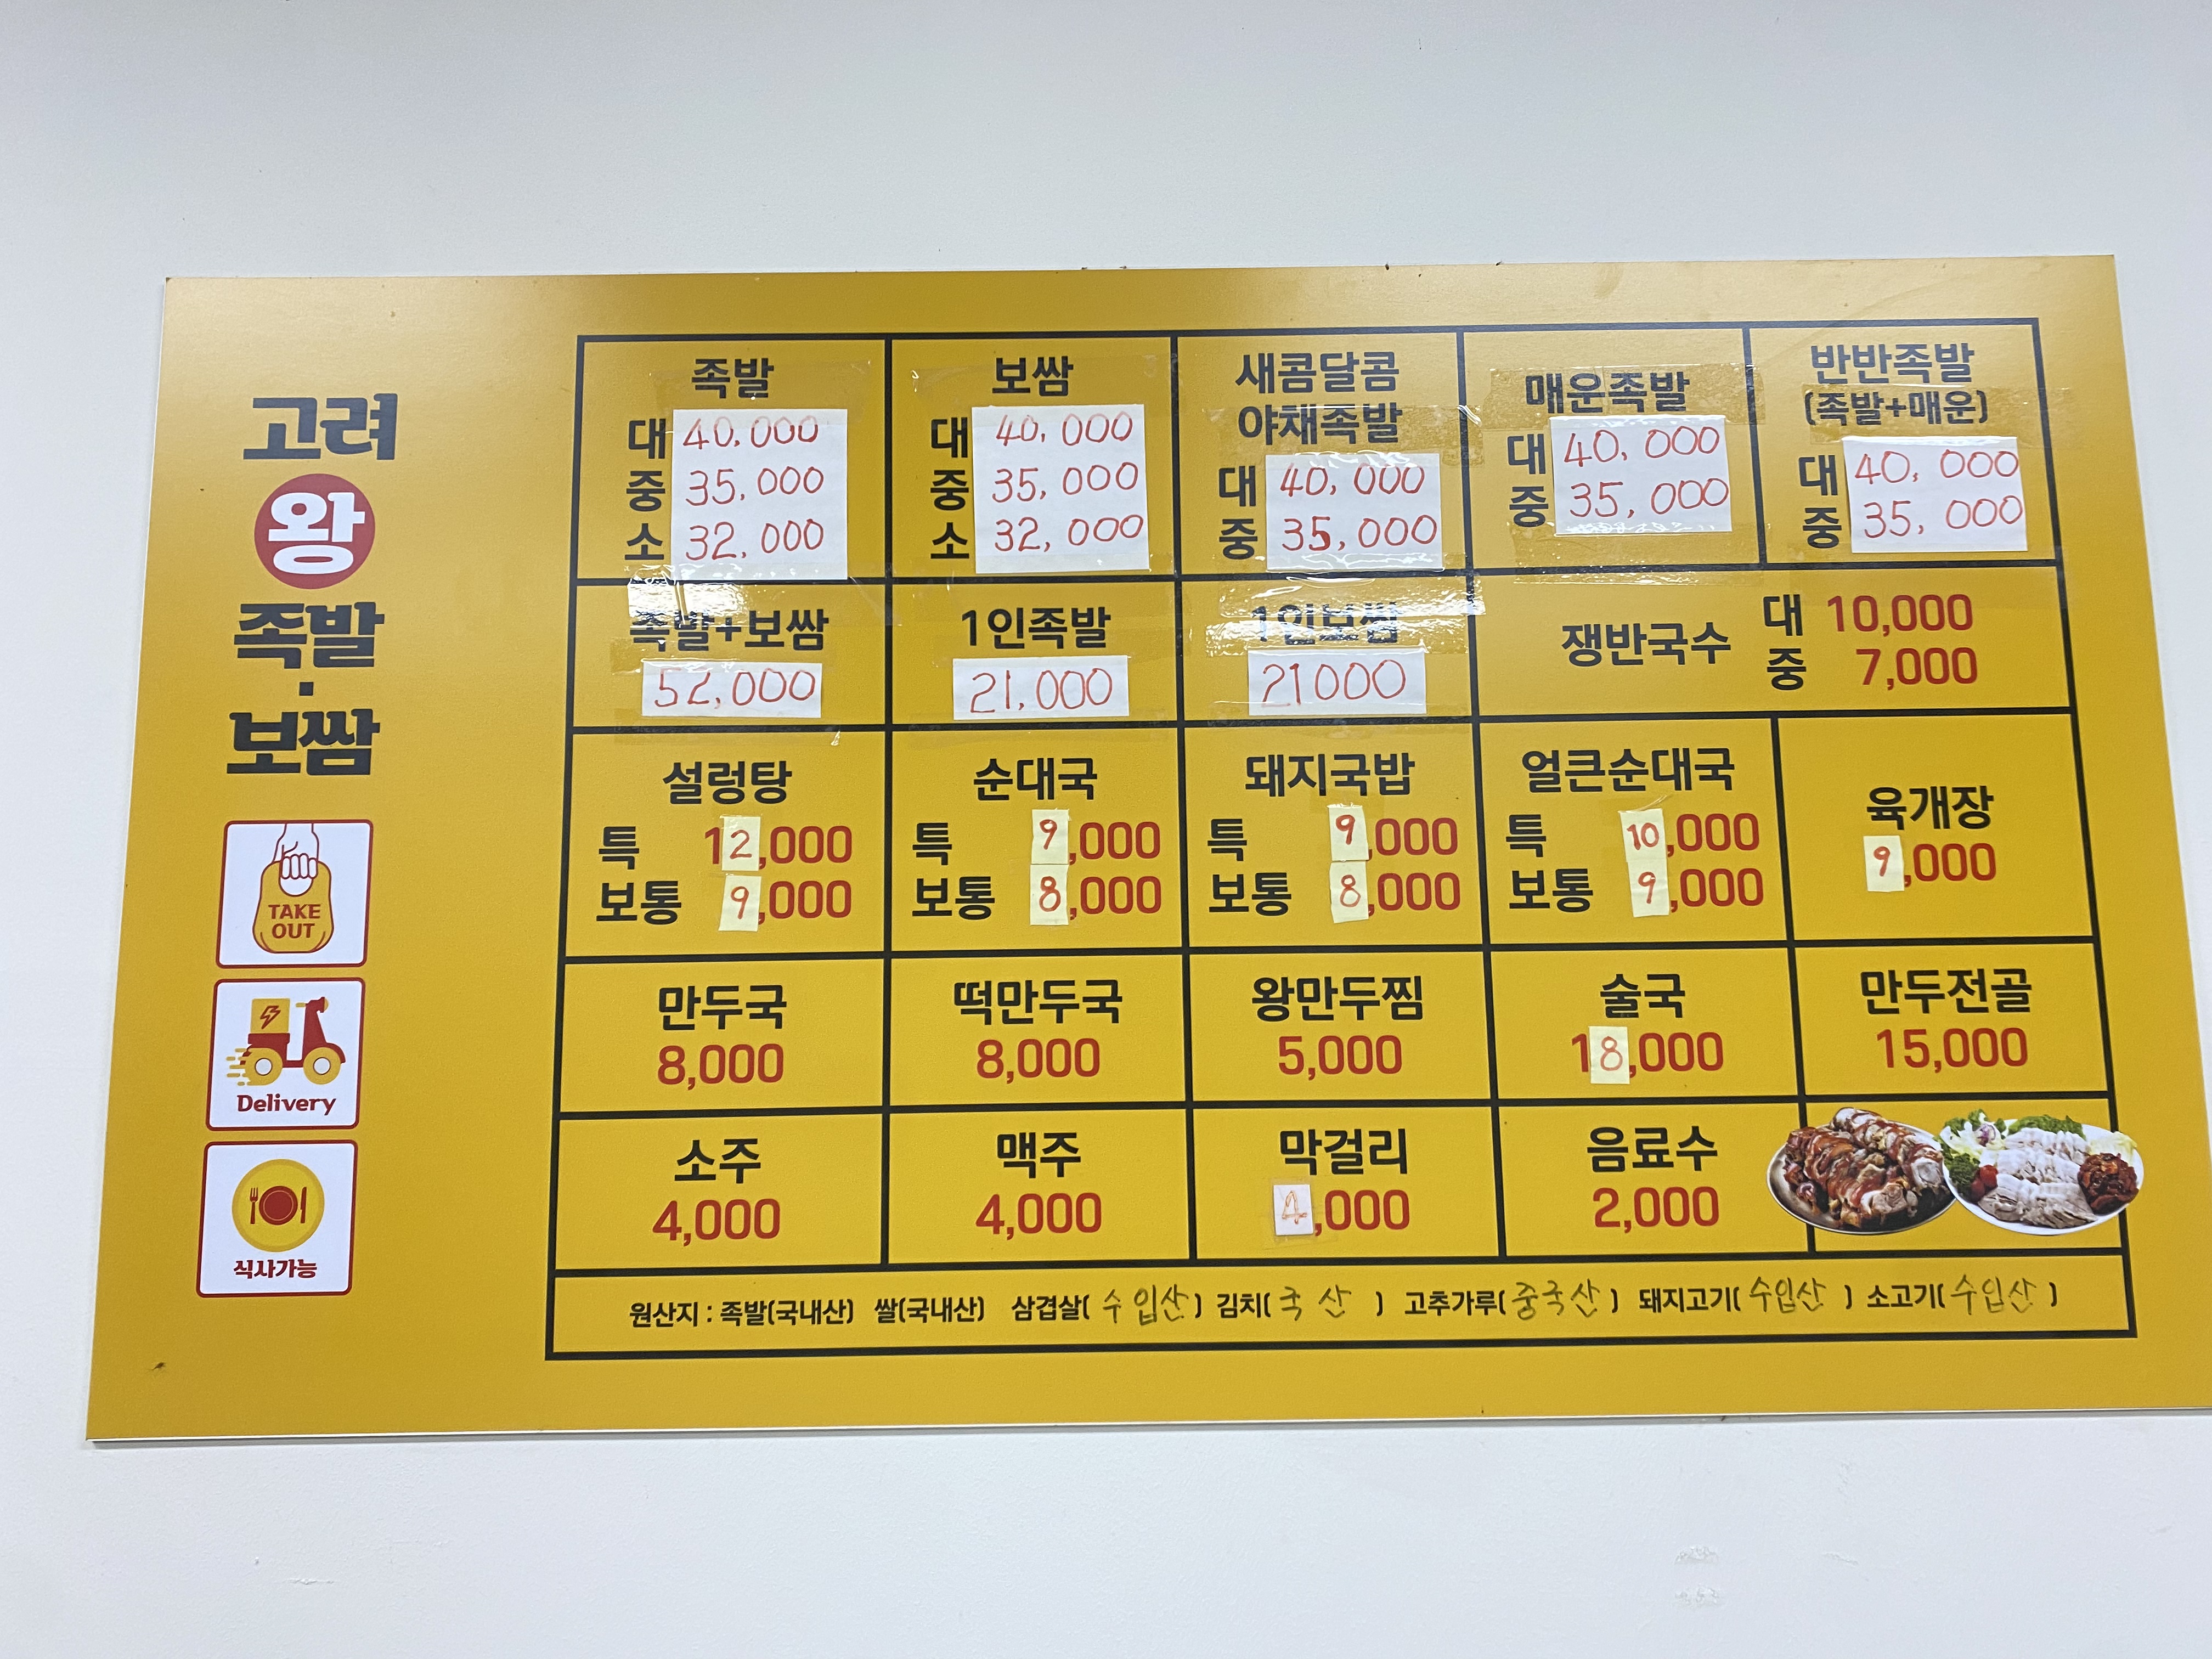 고려
왕
족발
·
보쌈
TAKE
OUT
Delivery
식사가능
족발
대 40,000
중 35,000
소 32,000
보쌈
대 40,000
중 35,000
소 32,000
새콤달콤
야채족발
대 40,000
중 35,000
매운족발
대 40,000
중 35,000
반반족발
(족발+매운)
대 40,000
중 35,000
족발+보쌈
52,000
1인족발
21,000
1인보쌈
21000
쟁반국수
대 10,000
중 7,000
설렁탕
특 12,000
보통 9,000
순대국
특 9,000
보통 8,000
돼지국밥
특 9,000
보통 8,000
얼큰순대국
특 10,000
보통 9,000
육개장
9,000
만두국
8,000
떡만두국
8,000
왕만두찜
5,000
술국
18,000
만두전골
15,000
소주
4,000
맥주
4,000
막걸리
4,000
음료수
2,000
원산지 : 족발(국내산) 쌀(국내산) 삼겹살( 수입산 ) 김치( 국산 ) 고추가루( 중국산 ) 돼지고기( 수입산 ) 소고기( 수입산 )